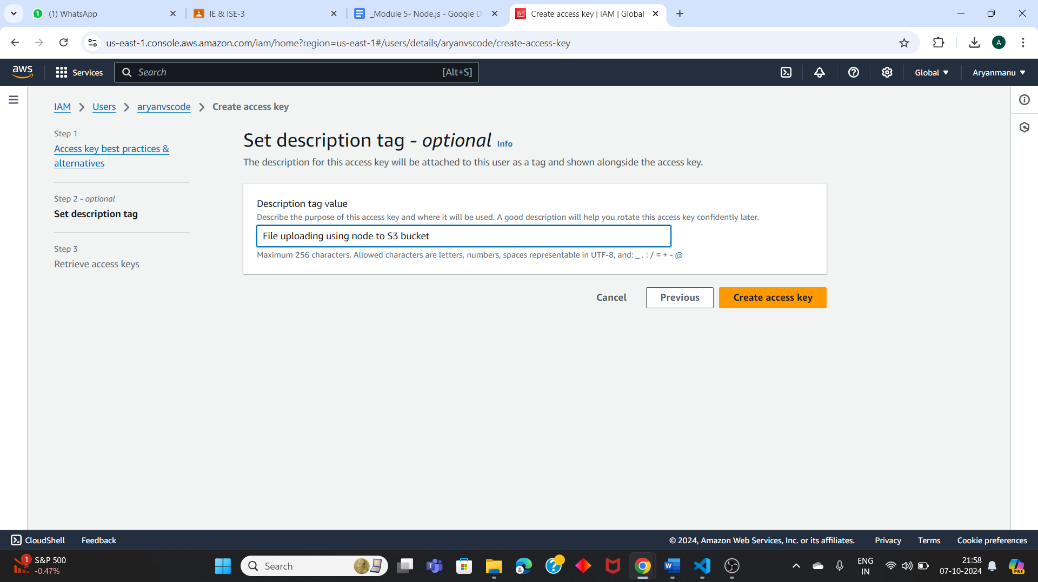 (1) WhatsApp
IE & ISE-3
_Module 5- Node.js - Google D
Create access key | IAM | Global
us-east-1.console.aws.amazon.com/iam/home?region=us-east-1#/users/details/aryanvscode/create-access-key
A
aws
Services
Search
[Alt+S]
Global
Aryanmanu
IAM
Users
aryanvscode
Create access key
Step 1
Access key best practices &
alternatives
Step 2 - optional
Set description tag
Step 3
Retrieve access keys
Set description tag - optional Info
The description for this access key will be attached to this user as a tag and shown alongside the access key.
Description tag value
Describe the purpose of this access key and where it will be used. A good description will help you rotate this access key confidently later.
File uploading using node to S3 bucket
Maximum 256 characters. Allowed characters are letters, numbers, spaces representable in UTF-8, and: _ . : / = + - @
Cancel
Previous
Create access key
CloudShell
Feedback
© 2024, Amazon Web Services, Inc. or its affiliates.
Privacy
Terms
Cookie preferences
1
S&P 500
-0.47%
Search
ENG
IN
21:58
07-10-2024